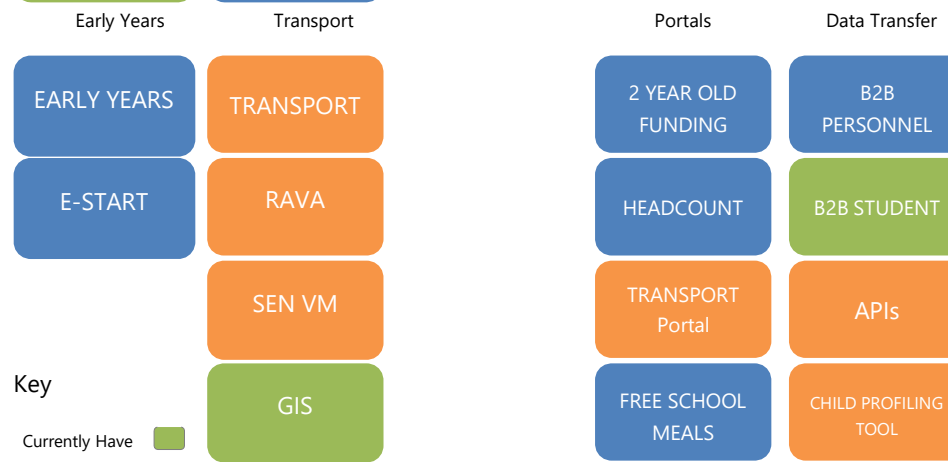 Early Years
Transport
Portals
Data Transfer
EARLY YEARS
TRANSPORT
2 YEAR OLD
FUNDING
B2B
PERSONNEL
E-START
RAVA
HEADCOUNT
B2B STUDENT
SEN VM
TRANSPORT
Portal
APIs
Key
GIS
FREE SCHOOL
MEALS
CHILD PROFILING
TOOL
Currently Have